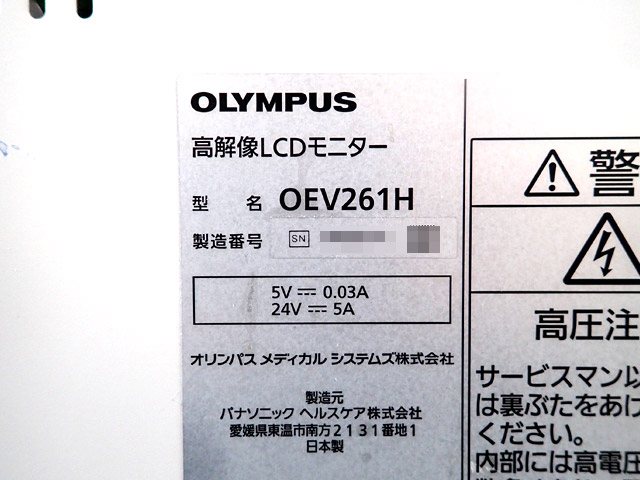 OLYMPUS
高解像LCDモニター
型 名 OEV261H
製造番号 SN
5V ⎓ 0.03A
24V ⎓ 5A
オリンパス メディカル システムズ株式会社
製造元
パナソニック ヘルスケア株式会社
愛媛県東温市南方2131番地1
日本製
警
高圧注
サービスマン以
は裏ぶたをあけ
ください。
内部には高電圧